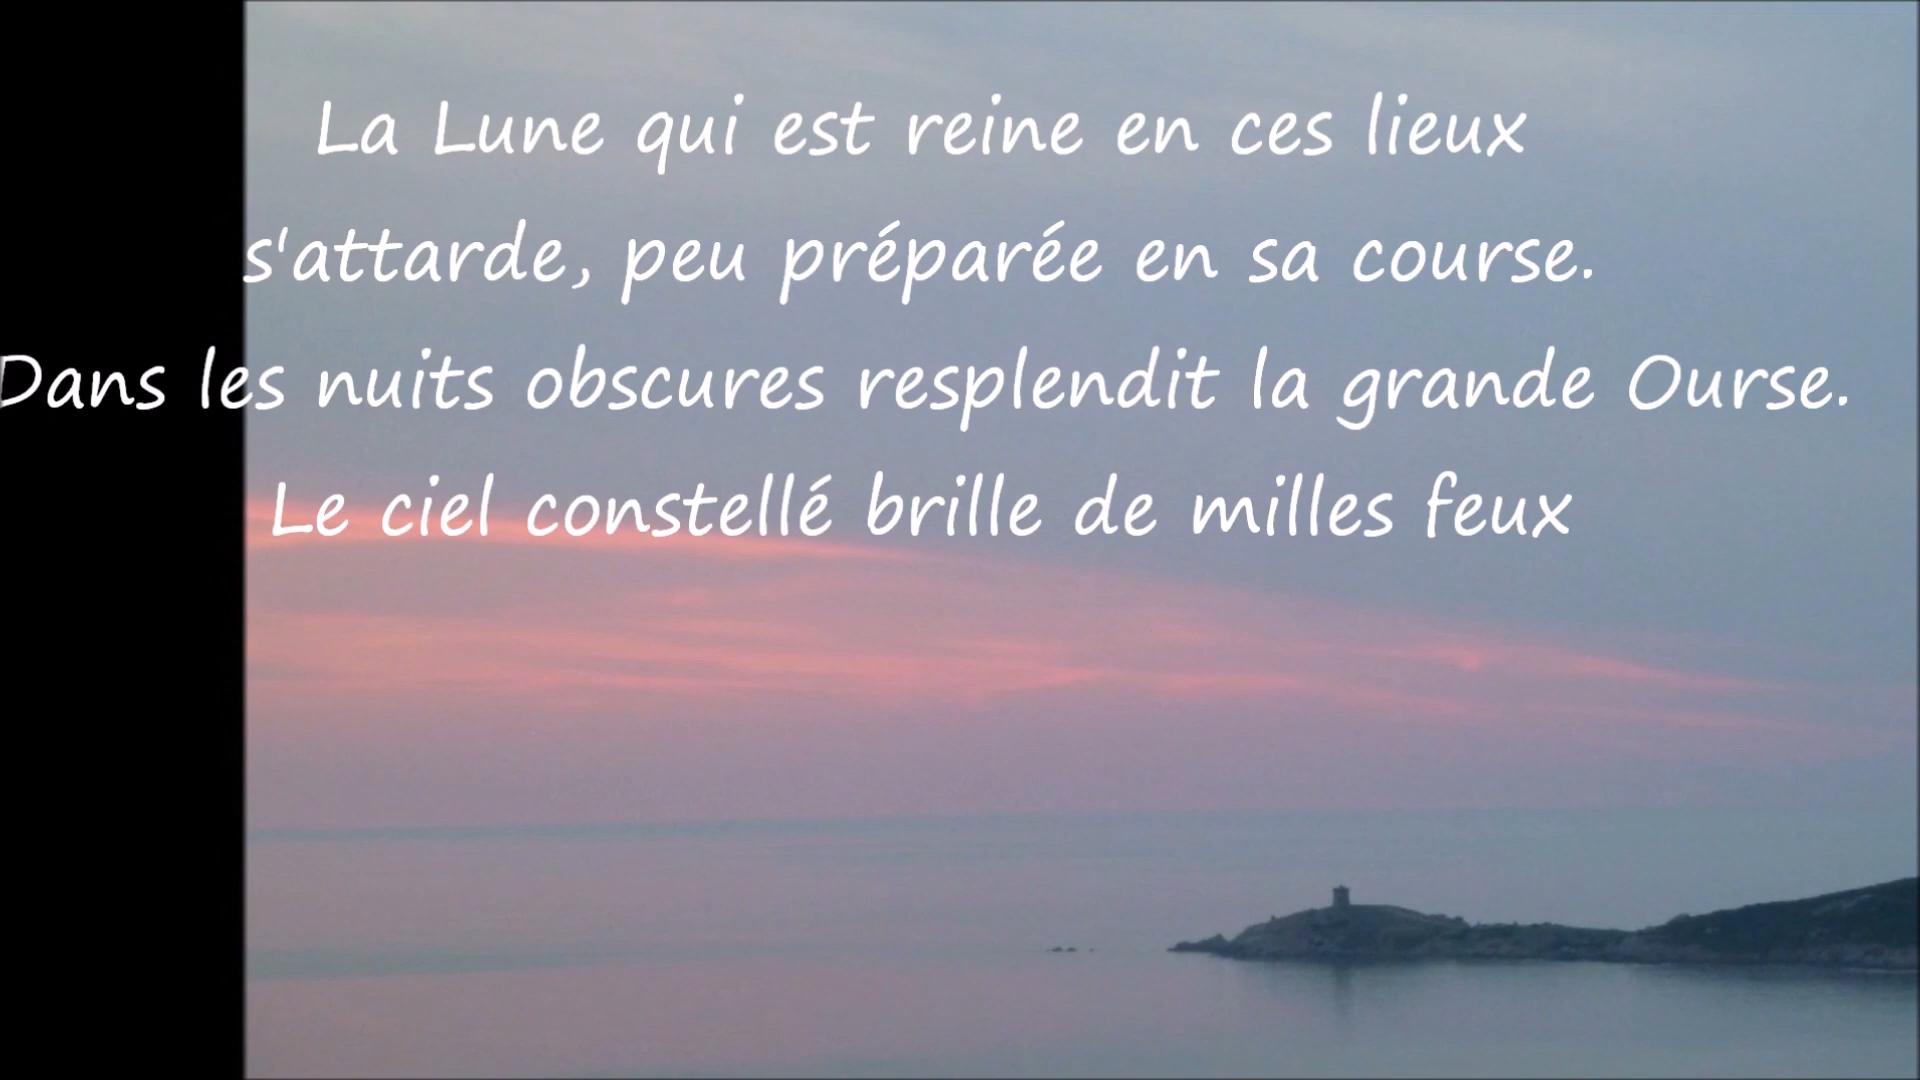 La Lune qui est reine en ces lieux
s'attarde, peu préparée en sa course.
Dans les nuits obscures resplendit la grande Ourse.
Le ciel constellé brille de milles feux